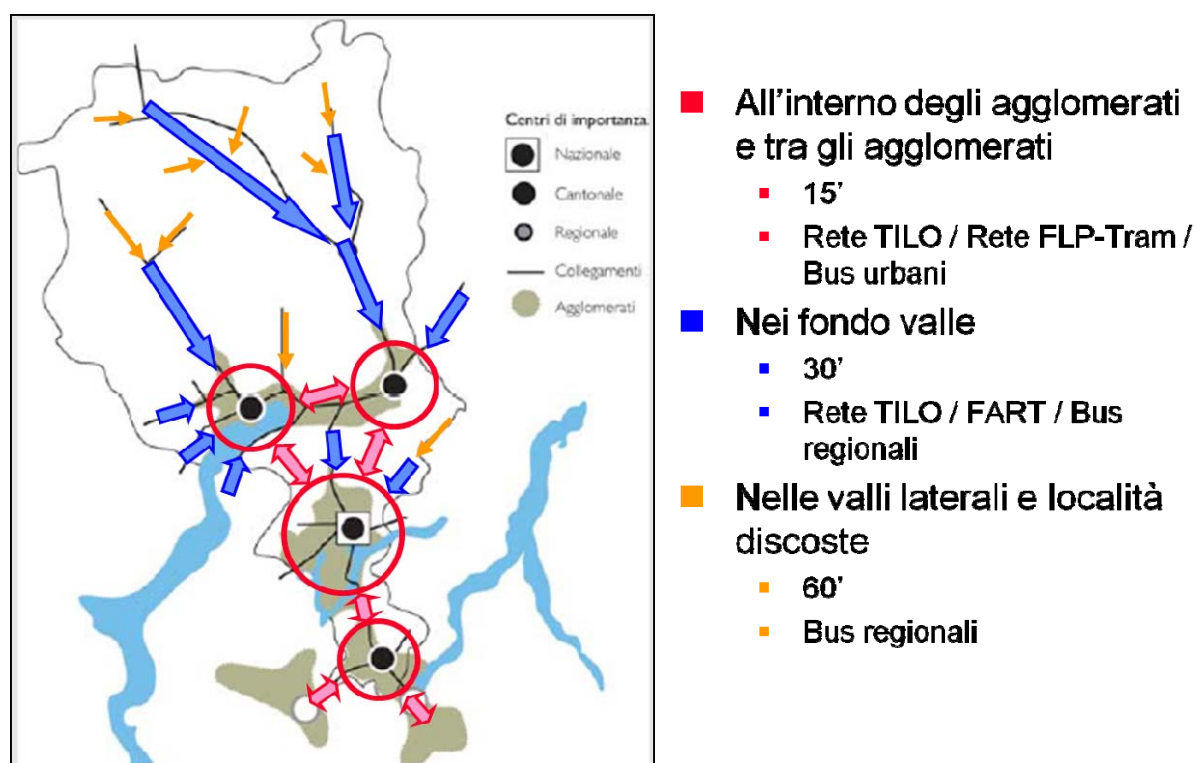 Centri di importanza
Nazionale
Cantonale
Regionale
Collegamenti
Agglomerati
All'interno degli agglomerati
e tra gli agglomerati
15'
Rete TILO / Rete FLP-Tram /
Bus urbani
Nei fondo valle
30'
Rete TILO / FART / Bus
regionali
Nelle valli laterali e località
discoste
60'
Bus regionali